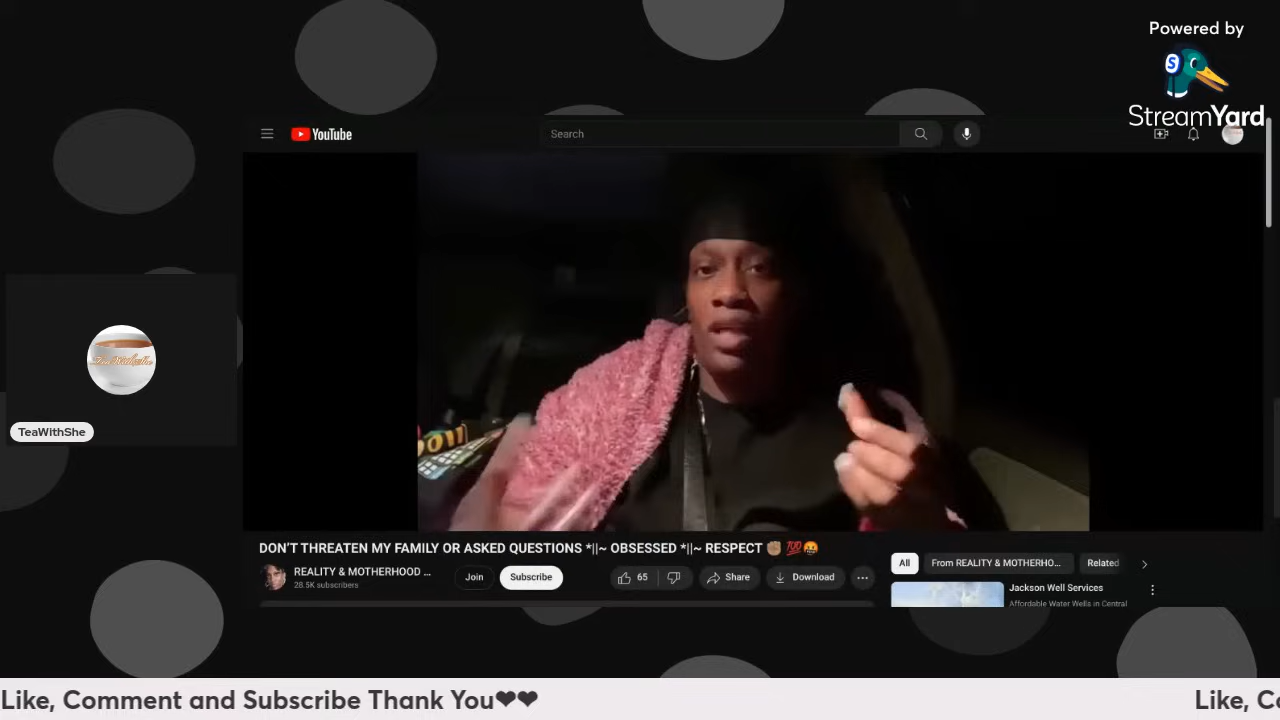 Powered by
StreamYard
YouTube
Search
TeaWithShe
DON'T THREATEN MY FAMILY OR ASKED QUESTIONS *||~ OBSESSED *||~ RESPECT ✊🏽 💯🤬
REALITY & MOTHERHOOD ...
28.5K subscribers
Join
Subscribe
65
Share
Download
All
From REALITY & MOTHERHO...
Related
Jackson Well Services
Affordable Water Wells in Central
Like, Comment and Subscribe Thank You❤❤
Like, Co